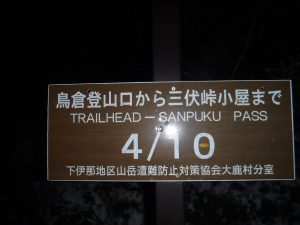 鳥倉登山口から三伏峠小屋まで
TRAILHEAD － SANPUKU PASS
4/10
下伊那地区山岳遭難防止対策協会大鹿村分室